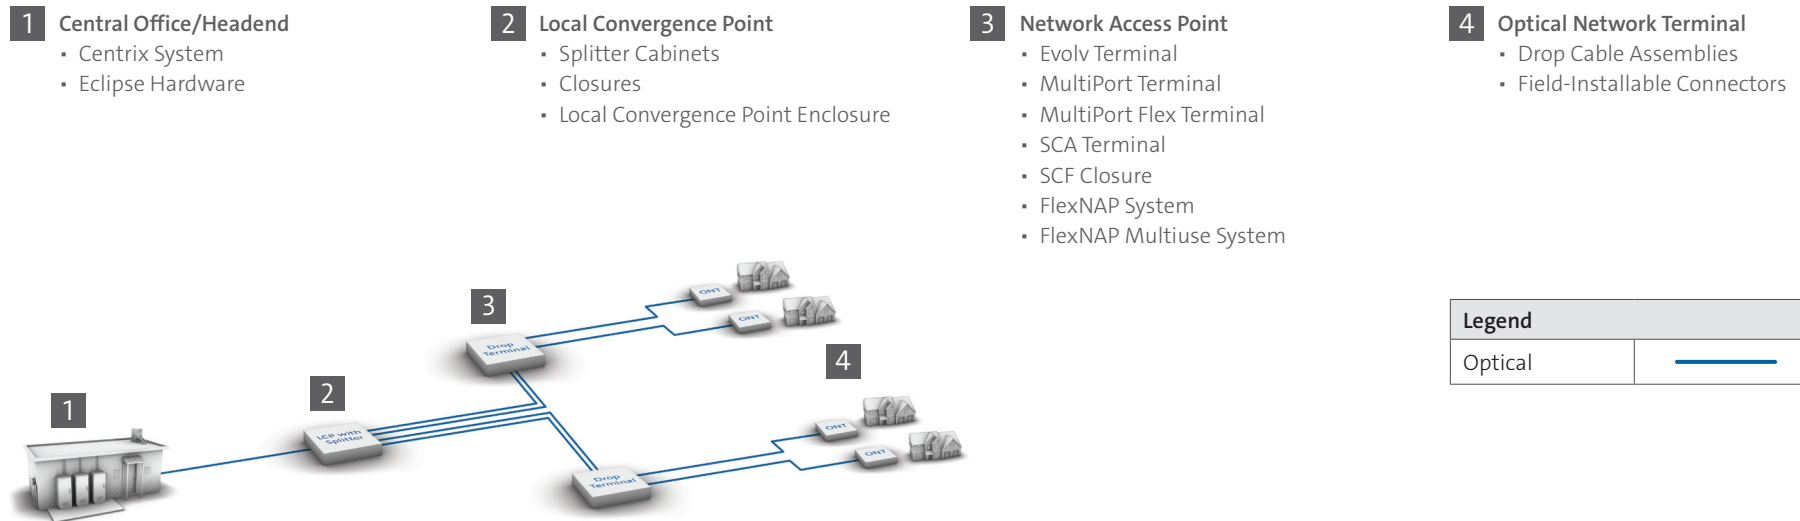 1 Central Office/Headend
▪ Centrix System
▪ Eclipse Hardware
2 Local Convergence Point
▪ Splitter Cabinets
▪ Closures
▪ Local Convergence Point Enclosure
3 Network Access Point
▪ Evolv Terminal
▪ MultiPort Terminal
▪ MultiPort Flex Terminal
▪ SCA Terminal
▪ SCF Closure
▪ FlexNAP System
▪ FlexNAP Multiuse System
4 Optical Network Terminal
▪ Drop Cable Assemblies
▪ Field-Installable Connectors
ONT
3
ONT
Drop
Terminal
4
2
1
LCP with
Splitter
ONT
ONT
Drop
Terminal
Legend
Optical